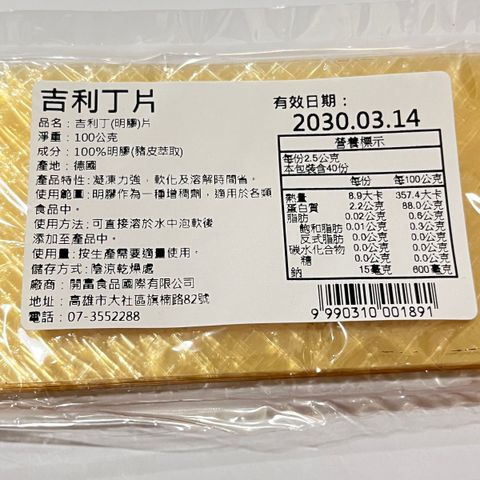 吉利丁片
品名：吉利丁(明膠)片
淨重：100公克
成分：100%明膠(豬皮萃取)
產地：德國
產品特性：凝凍力強，軟化及溶解時間省。
使用範圍：明膠作為一種增稠劑，適用於各類
食品中。
使用方法：可直接溶於水中泡軟後
添加至產品中。
使用量：按生產需要適量使用。
儲存方式：陰涼乾燥處
廠商：開富食品國際有限公司
地址：高雄市大社區旗楠路82號
電話：07-3552288
有效日期：
2030.03.14
營養標示
每份2.5公克
本包裝含40份
每份 每100公克
熱量 8.9大卡 357.4大卡
蛋白質 2.2公克 88.0公克
脂肪 0.02公克 0.6公克
飽和脂肪 0.01公克 0.3公克
反式脂肪 0.0公克 0.0公克
碳水化合物 0.0公克 0.0公克
糖 0.0公克 0.0公克
鈉 15毫克 600毫克
9 990310 001891